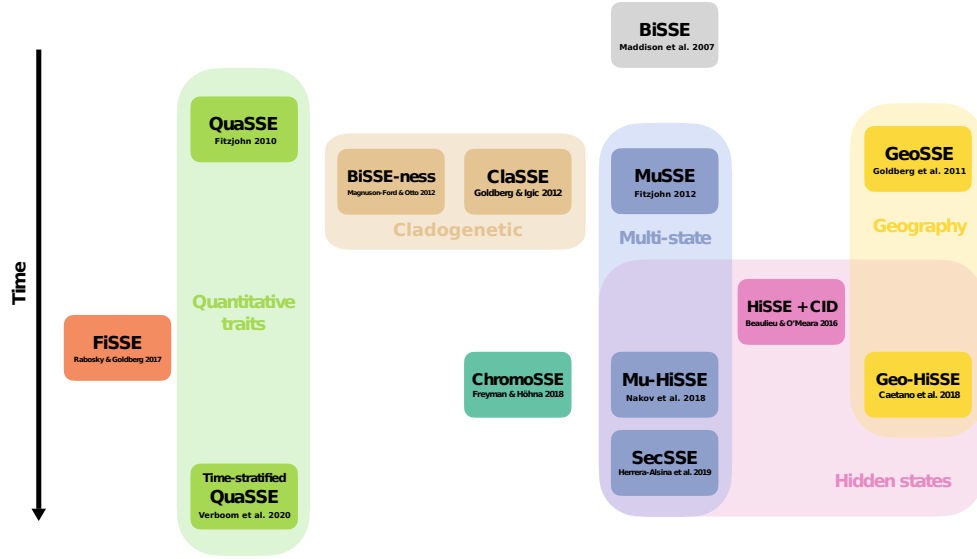 BiSSE
Maddison et al. 2007
QuaSSE
Fitzjohn 2010
GeoSSE
Goldberg et al. 2011
BiSSE-ness
Magnuson-Ford & Otto 2012
ClaSSE
Goldberg & Igic 2012
MuSSE
Fitzjohn 2012
Cladogenetic
Multi-state
Geography
Time
Quantitative
traits
HiSSE + CID
Beaulieu & O'Meara 2016
FiSSE
Rabosky & Goldberg 2017
ChromoSSE
Freyman & Höhna 2018
Mu-HiSSE
Nakov et al. 2018
Geo-HiSSE
Caetano et al. 2018
SecSSE
Herrera-Alsina et al. 2019
Hidden states
Time-stratified
QuaSSE
Verboom et al. 2020